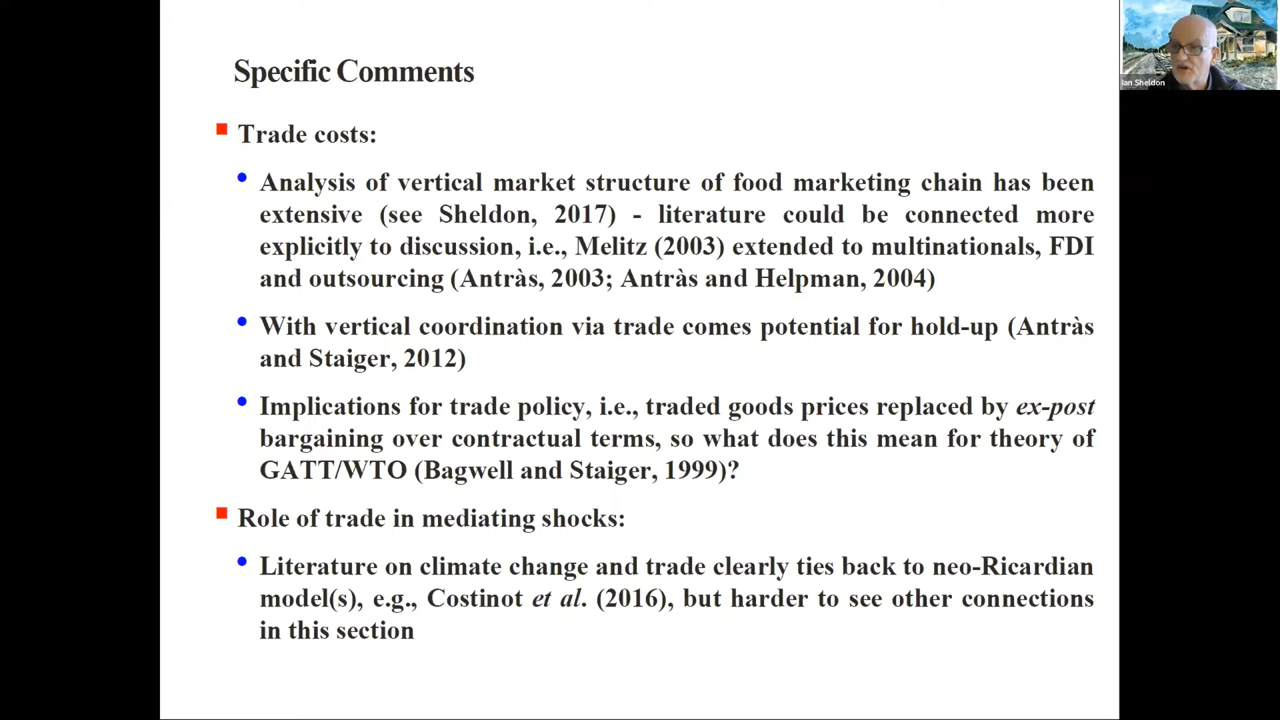 Specific Comments
Trade costs:
Analysis of vertical market structure of food marketing chain has been
extensive (see Sheldon, 2017) - literature could be connected more
explicitly to discussion, i.e., Melitz (2003) extended to multinationals, FDI
and outsourcing (Antràs, 2003; Antràs and Helpman, 2004)
With vertical coordination via trade comes potential for hold-up (Antràs
and Staiger, 2012)
Implications for trade policy, i.e., traded goods prices replaced by ex-post
bargaining over contractual terms, so what does this mean for theory of
GATT/WTO (Bagwell and Staiger, 1999)?
Role of trade in mediating shocks:
Literature on climate change and trade clearly ties back to neo-Ricardian
model(s), e.g., Costinot et al. (2016), but harder to see other connections
in this section
Ian Sheldon